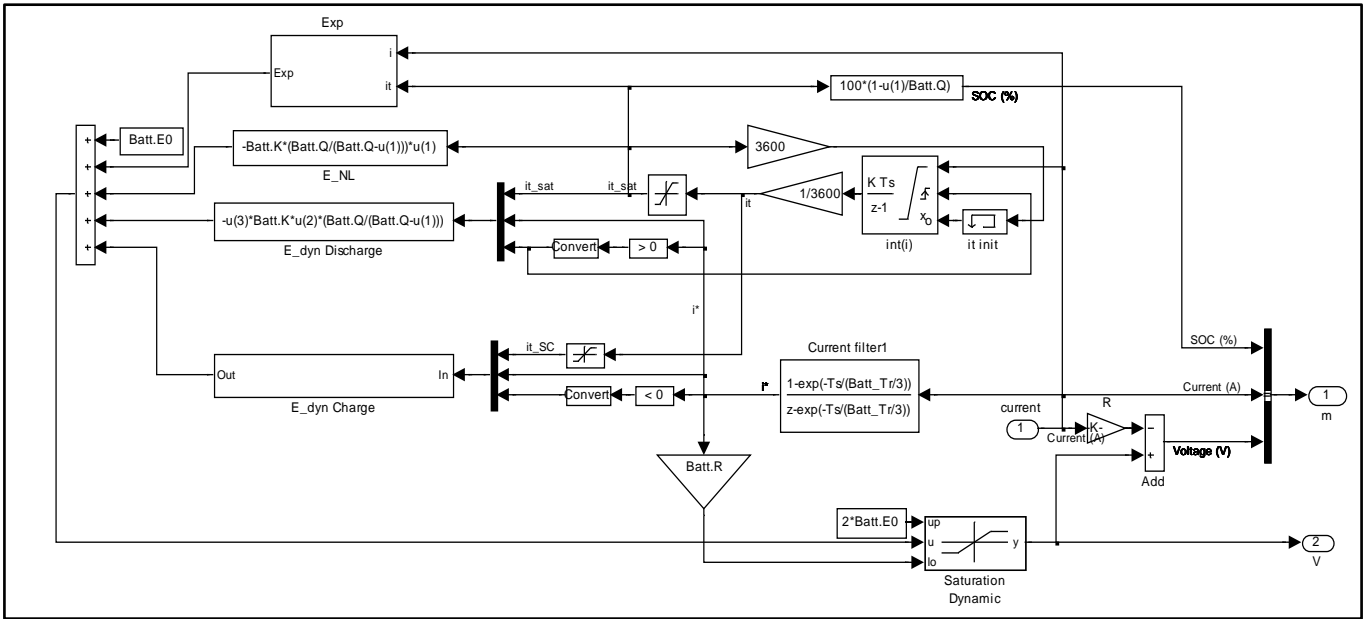 Exp
i
Exp
it
100*(1-u(1)/Batt.Q)
SOC (%)
+
Batt.E0
+
-Batt.K*(Batt.Q/(Batt.Q-u(1)))*u(1)
E_NL
3600
+
it_sat
it_sat
it
1/3600
K Ts
z-1
xo
int(i)
it init
+
-u(3)*Batt.K*u(2)*(Batt.Q/(Batt.Q-u(1)))
E_dyn Discharge
+
Convert
> 0
i*
it_SC
Current filter1
SOC (%)
Out
In
E_dyn Charge
Convert
< 0
i*
1-exp(-Ts/(Batt_Tr/3))
z-exp(-Ts/(Batt_Tr/3))
Current (A)
=
1
m
current
1
Current (A)
R
K-
−
+
Add
Voltage (V)
Batt.R
2*Batt.E0
up
u
lo
y
Saturation
Dynamic
2
V